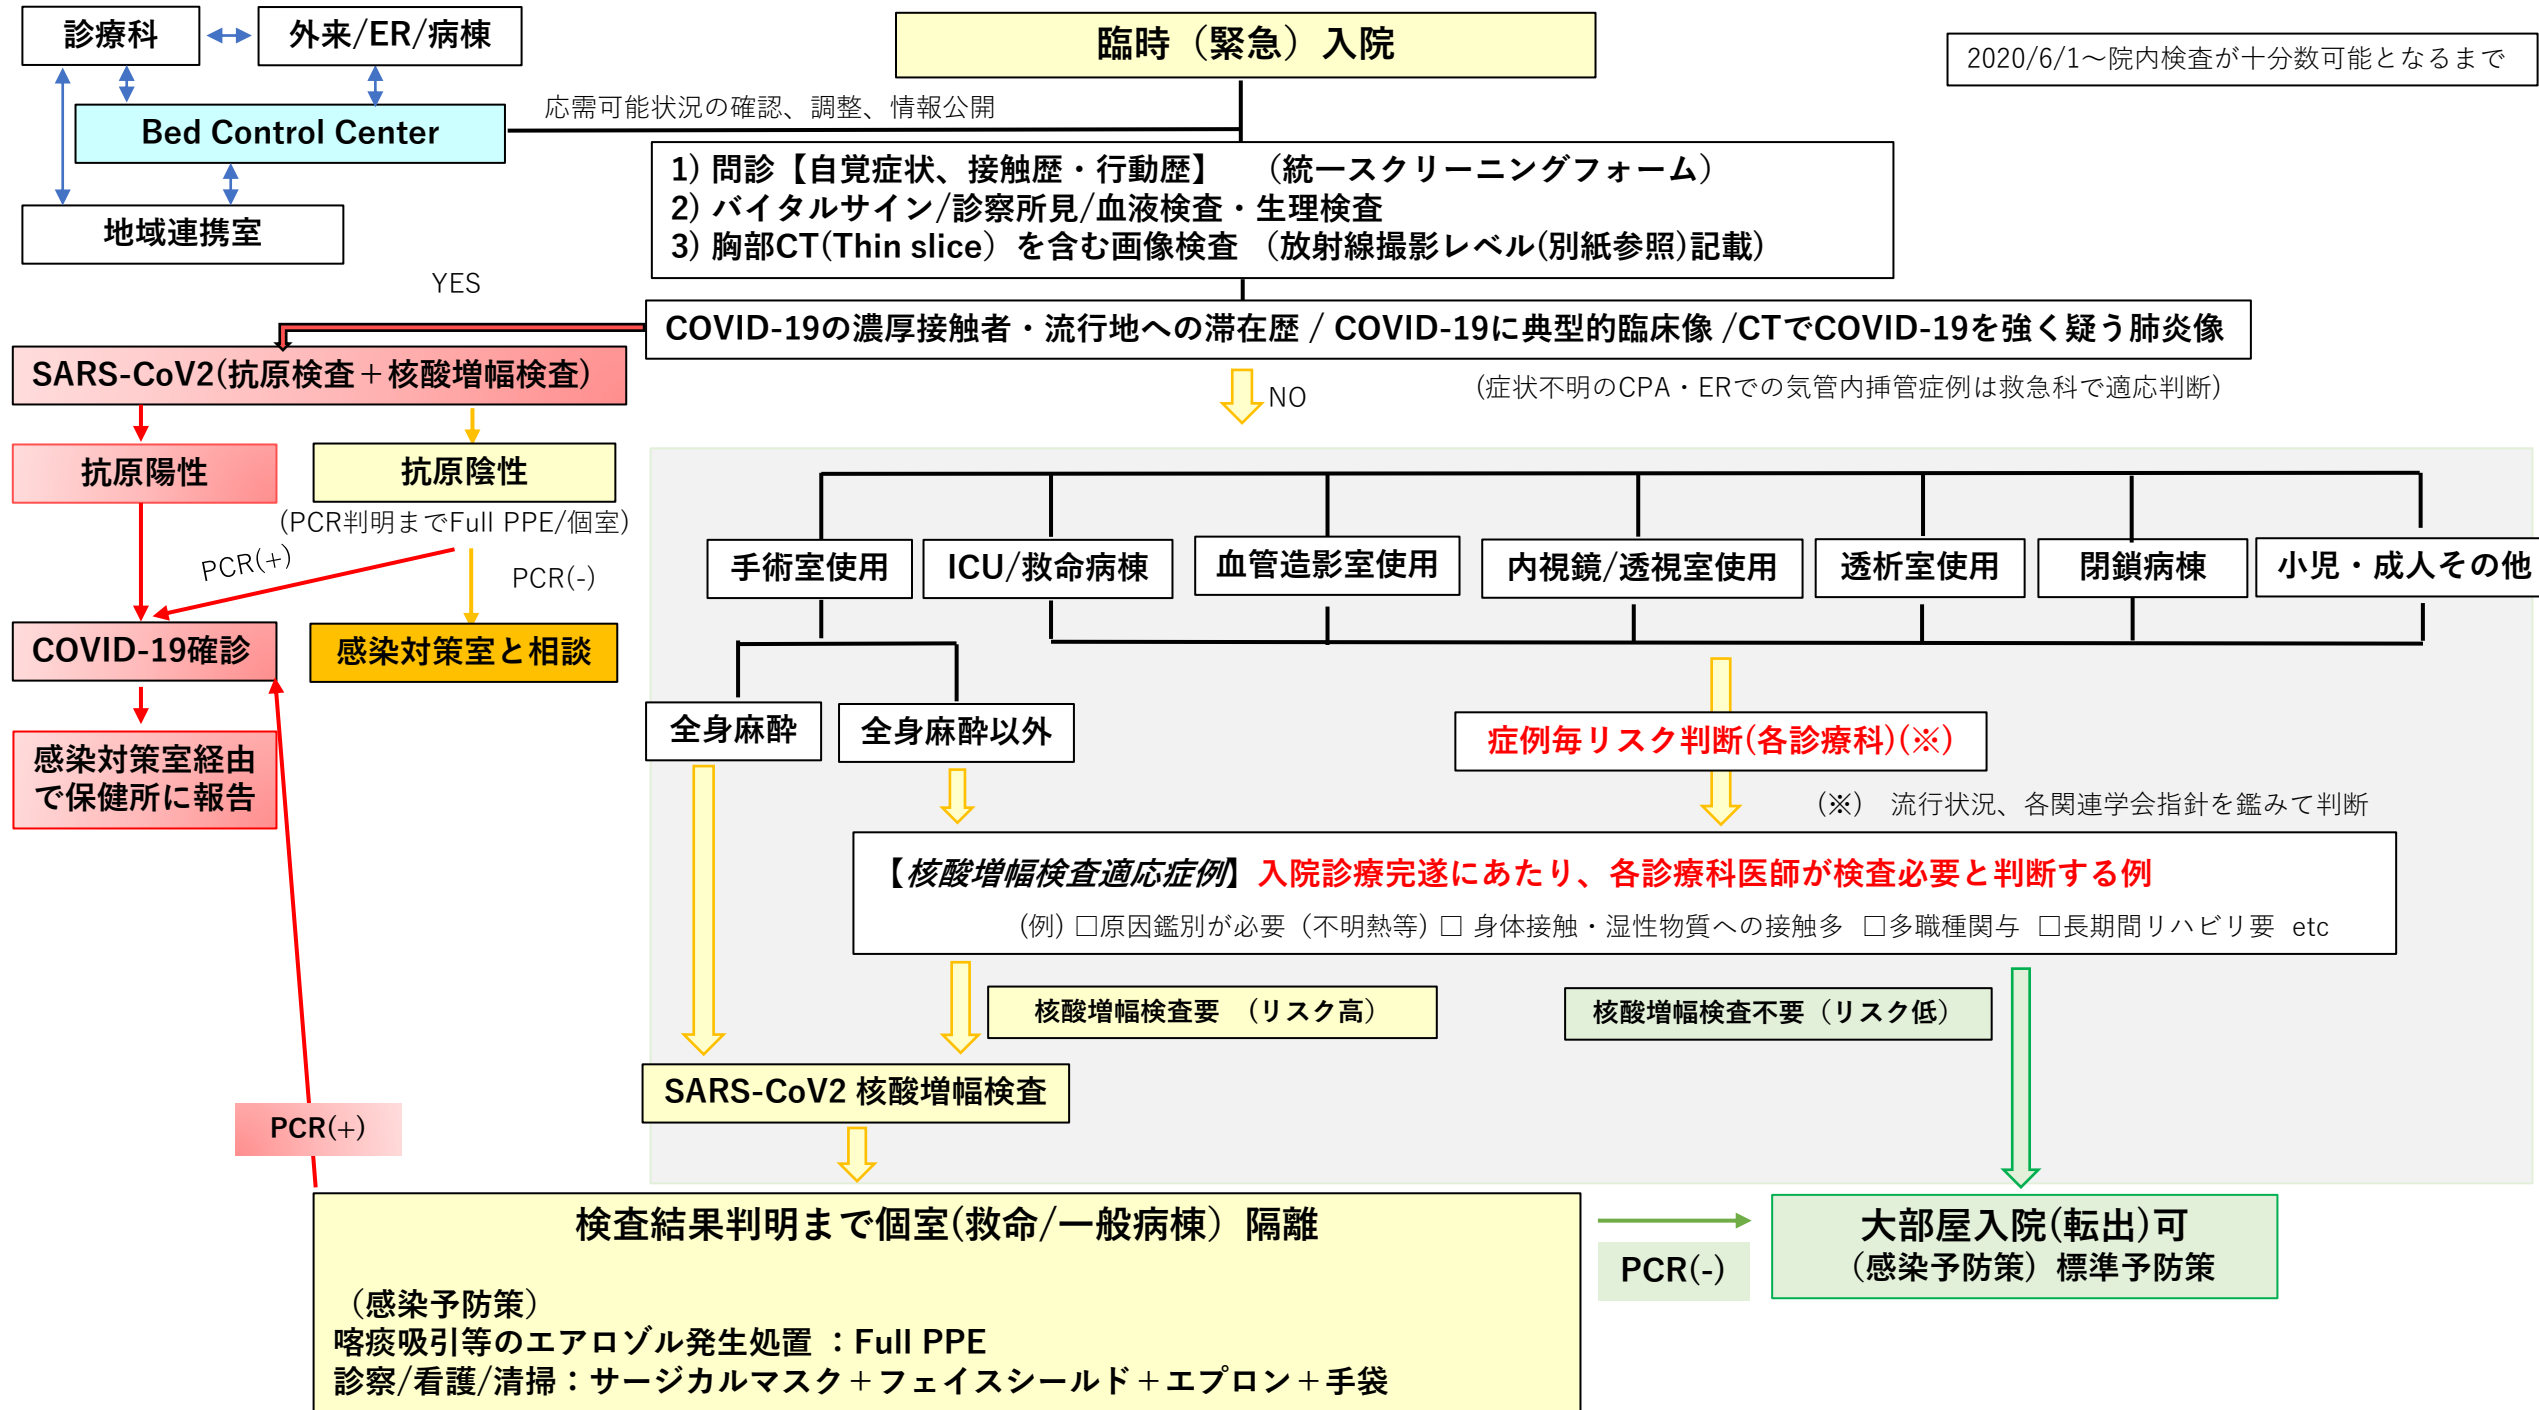 診療科
外来/ER/病棟
臨時（緊急）入院
2020/6/1～院内検査が十分数可能となるまで
応需可能状況の確認、調整、情報公開
Bed Control Center
1) 問診【自覚症状、接触歴・行動歴】　（統一スクリーニングフォーム）
2) バイタルサイン/診察所見/血液検査・生理検査
3) 胸部CT(Thin slice）を含む画像検査 （放射線撮影レベル(別紙参照)記載)
地域連携室
YES
COVID-19の濃厚接触者・流行地への滞在歴 / COVID-19に典型的臨床像 /CTでCOVID-19を強く疑う肺炎像
SARS-CoV2(抗原検査＋核酸増幅検査)
NO
(症状不明のCPA・ERでの気管内挿管症例は救急科で適応判断)
抗原陽性
抗原陰性
(PCR判明までFull PPE/個室)
PCR(+)
PCR(-)
手術室使用
ICU/救命病棟
血管造影室使用
内視鏡/透視室使用
透析室使用
閉鎖病棟
小児・成人その他
COVID-19確診
感染対策室と相談
全身麻酔
全身麻酔以外
症例毎リスク判断(各診療科)(※)
感染対策室経由
で保健所に報告
(※)　流行状況、各関連学会指針を鑑みて判断
【核酸増幅検査適応症例】入院診療完遂にあたり、各診療科医師が検査必要と判断する例
(例) □原因鑑別が必要（不明熱等) □ 身体接触・湿性物質への接触多 □多職種関与 □長期間リハビリ要 etc
核酸増幅検査要　（リスク高）
核酸増幅検査不要（リスク低）
SARS-CoV2 核酸増幅検査
PCR(+)
検査結果判明まで個室(救命/一般病棟）隔離
（感染予防策）
喀痰吸引等のエアロゾル発生処置 ：Full PPE
診察/看護/清掃：サージカルマスク＋フェイスシールド＋エプロン＋手袋
PCR(-)
大部屋入院(転出)可
（感染予防策）標準予防策